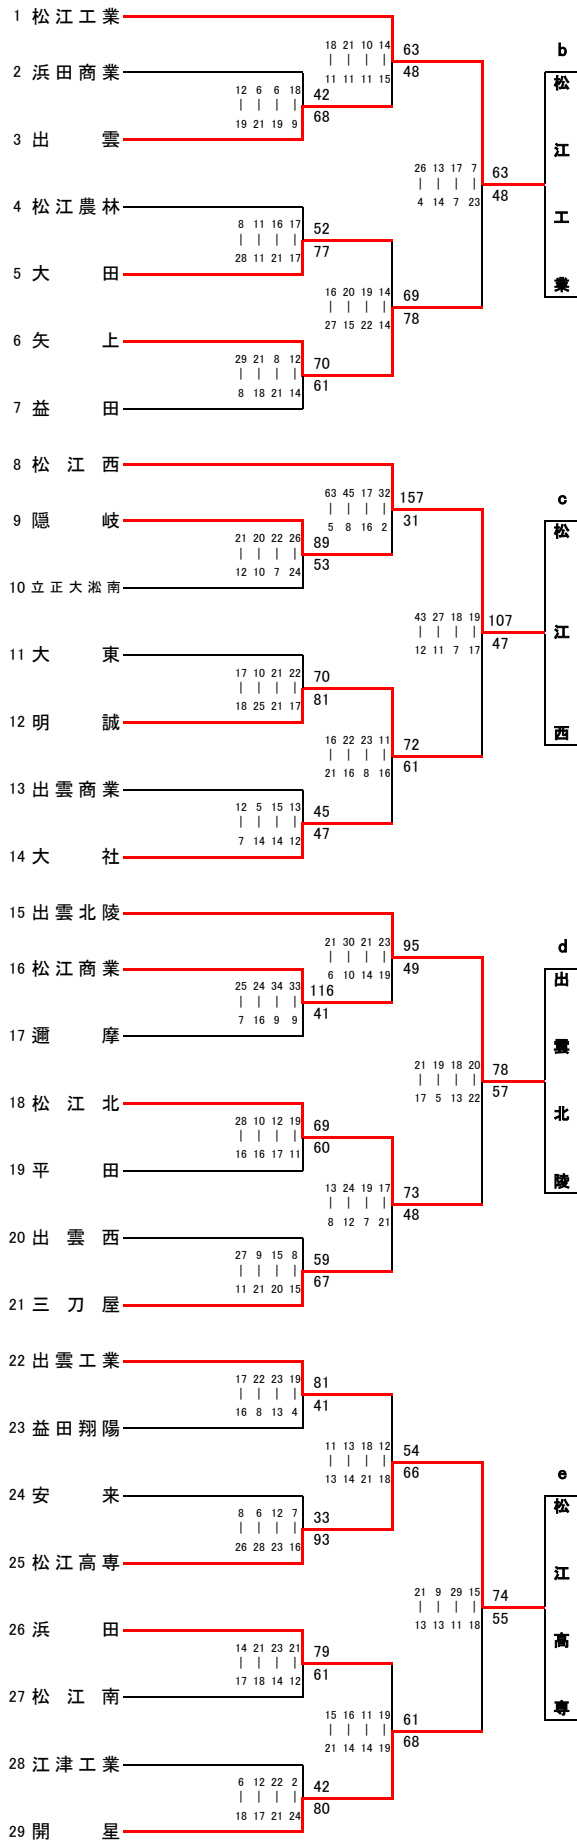 1 松江工業
18 21 10 14 63
| | | | 48
11 11 11 15
b
2 浜田商業
12 6 6 18 42
| | | | 68
19 21 19 9
松江工業
3 出雲
26 13 17 7 63
| | | | 48
4 14 7 23
4 松江農林
8 11 16 17 52
| | | | 77
28 11 21 17
5 大田
16 20 19 14 69
| | | | 78
27 15 22 14
6 矢上
29 21 8 12 70
| | | | 61
8 18 21 14
7 益田
8 松江西
63 45 17 32 157
| | | | 31
5 8 16 2
c
9 隠岐
21 20 22 26 89
| | | | 53
12 10 7 24
松江西
10 立正大淞南
43 27 18 19 107
| | | | 47
12 11 7 17
11 大東
17 10 21 22 70
| | | | 81
18 25 21 17
12 明誠
16 22 23 11 72
| | | | 61
21 16 8 16
13 出雲商業
12 5 15 13 45
| | | | 47
7 14 14 12
14 大社
15 出雲北陵
21 30 21 23 95
| | | | 49
6 10 14 19
d
16 松江商業
25 24 34 33 116
| | | | 41
7 16 9 9
出雲北陵
17 邇摩
21 19 18 20 78
| | | | 57
17 5 13 22
18 松江北
28 10 12 19 69
| | | | 60
16 16 17 11
19 平田
13 24 19 17 73
| | | | 48
8 12 7 21
20 出雲西
27 9 15 8 59
| | | | 67
11 21 20 15
21 三刀屋
22 出雲工業
17 22 23 19 81
| | | | 41
16 8 13 4
23 益田翔陽
11 13 18 12 54
| | | | 66
13 14 21 18
e
24 安来
8 6 12 7 33
| | | | 93
26 28 23 16
松江高専
25 松江高専
21 9 29 15 74
| | | | 55
13 13 11 18
26 浜田
14 21 23 21 79
| | | | 61
17 18 14 12
27 松江南
15 16 11 19 61
| | | | 68
21 14 14 19
28 江津工業
6 12 22 2 42
| | | | 80
18 17 21 24
29 開星